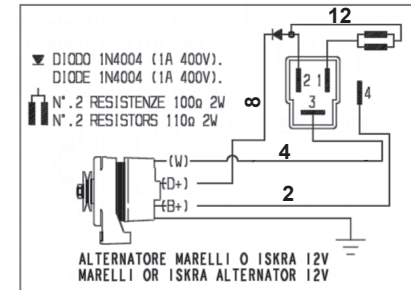 12
DIODO 1N4004 (1A 400V).
DIODE 1N4004 (1A 400V).
N°.2 RESISTENZE 100Ω 2W
N°.2 RESISTORS 110Ω 2W
8
2 1
3
4
(W)
4
(D+)
2
(B+)
ALTERNATORE MARELLI O ISKRA 12V
MARELLI OR ISKRA ALTERNATOR 12V